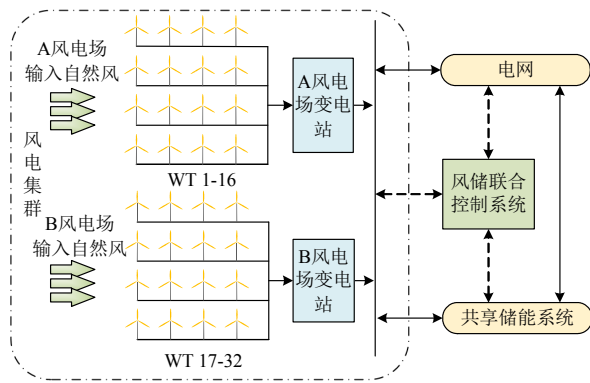 A风电场
输入自然风
风电集群
WT 1-16
A风电
场变电
站
电网
风储联合
控制系统
B风电场
输入自然风
WT 17-32
B风电
场变电
站
共享储能系统